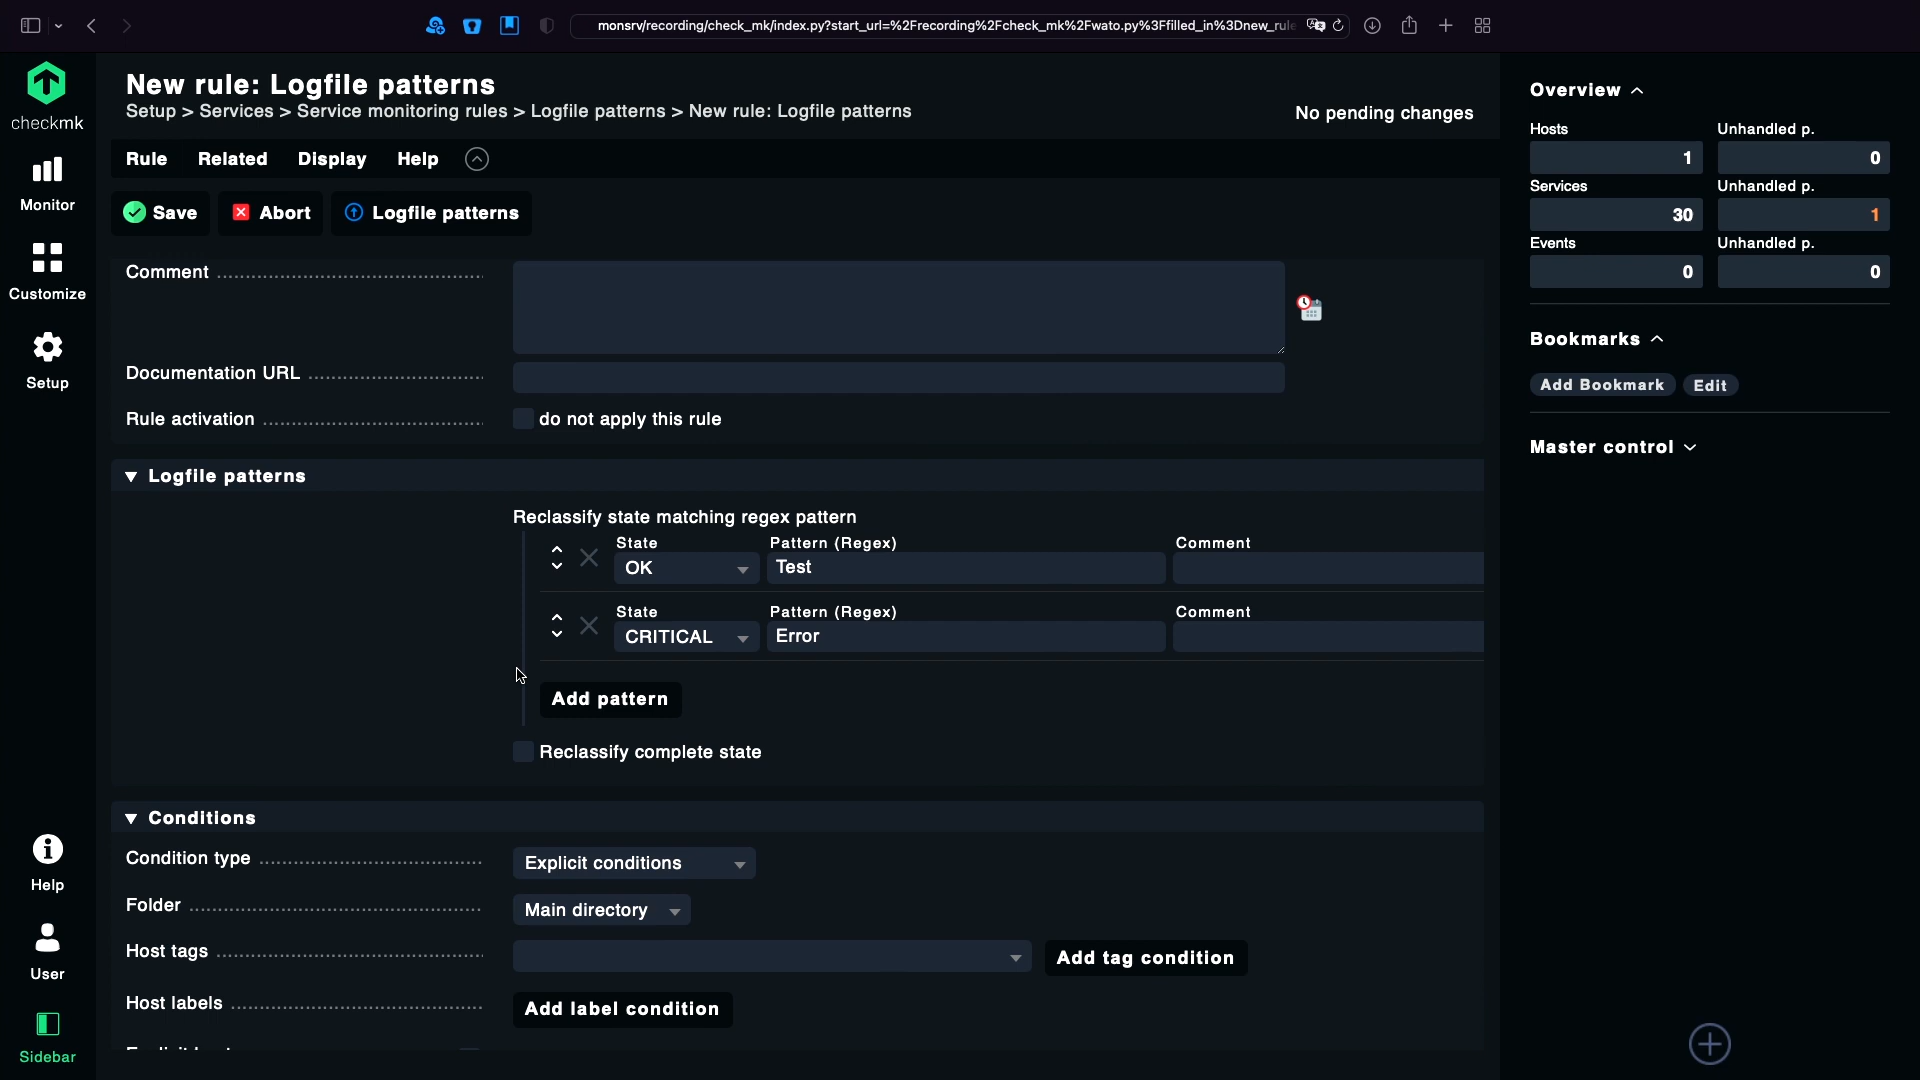 monsrv/recording/check_mk/index.py?start_url=%2Frecording%2Fcheck_mk%2Fwato.py%3Ffilled_in%3Dnew_rule
checkmk
Monitor
Customize
Setup
Help
User
Sidebar
New rule: Logfile patterns
Setup > Services > Service monitoring rules > Logfile patterns > New rule: Logfile patterns
No pending changes
Rule Related Display Help
Save Abort Logfile patterns
Comment
Documentation URL
Rule activation do not apply this rule
Logfile patterns
Reclassify state matching regex pattern
State Pattern (Regex) Comment
OK Test
State Pattern (Regex) Comment
CRITICAL Error
Add pattern
Reclassify complete state
Conditions
Condition type Explicit conditions
Folder Main directory
Host tags Add tag condition
Host labels Add label condition
Overview
Hosts Unhandled p.
1 0
Services Unhandled p.
30 1
Events Unhandled p.
0 0
Bookmarks
Add Bookmark Edit
Master control